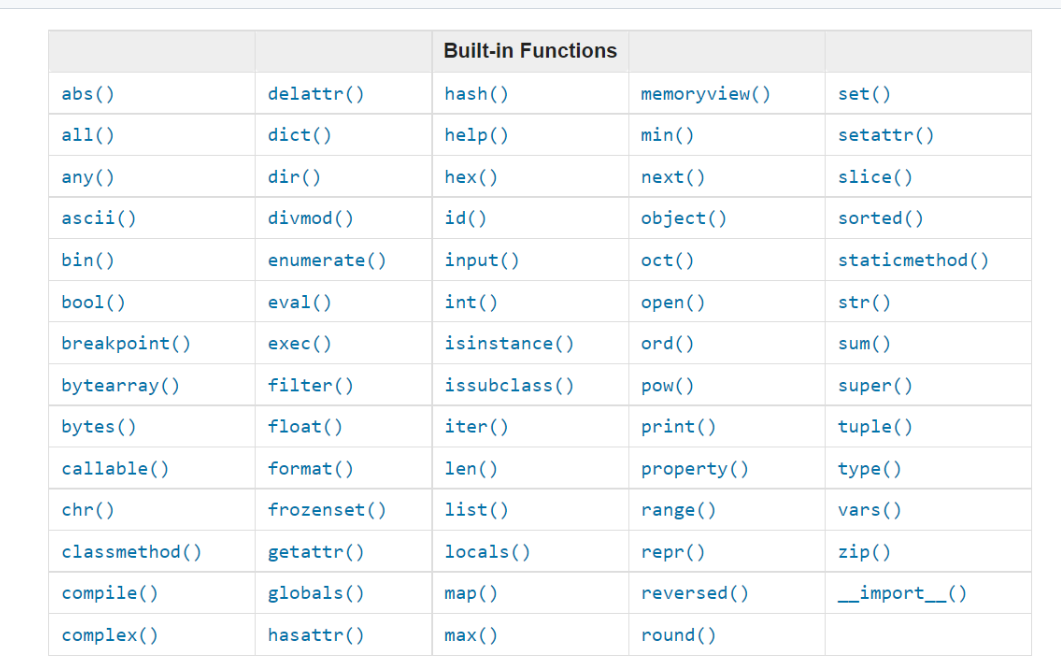 Built-in Functions
abs() delattr() hash() memoryview() set()
all() dict() help() min() setattr()
any() dir() hex() next() slice()
ascii() divmod() id() object() sorted()
bin() enumerate() input() oct() staticmethod()
bool() eval() int() open() str()
breakpoint() exec() isinstance() ord() sum()
bytearray() filter() issubclass() pow() super()
bytes() float() iter() print() tuple()
callable() format() len() property() type()
chr() frozenset() list() range() vars()
classmethod() getattr() locals() repr() zip()
compile() globals() map() reversed() __import__()
complex() hasattr() max() round()